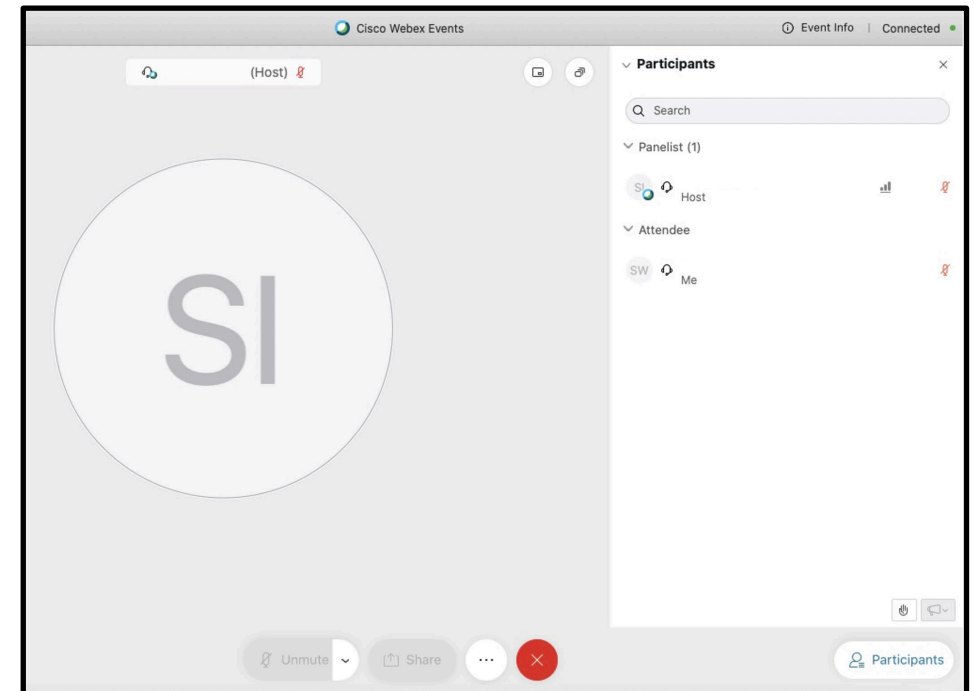 Cisco Webex Events
Event Info | Connected
(Host)
Participants
Search
Panelist (1)
SI
Host
Attendee
SW
Me
SI
Unmute
Share
Participants